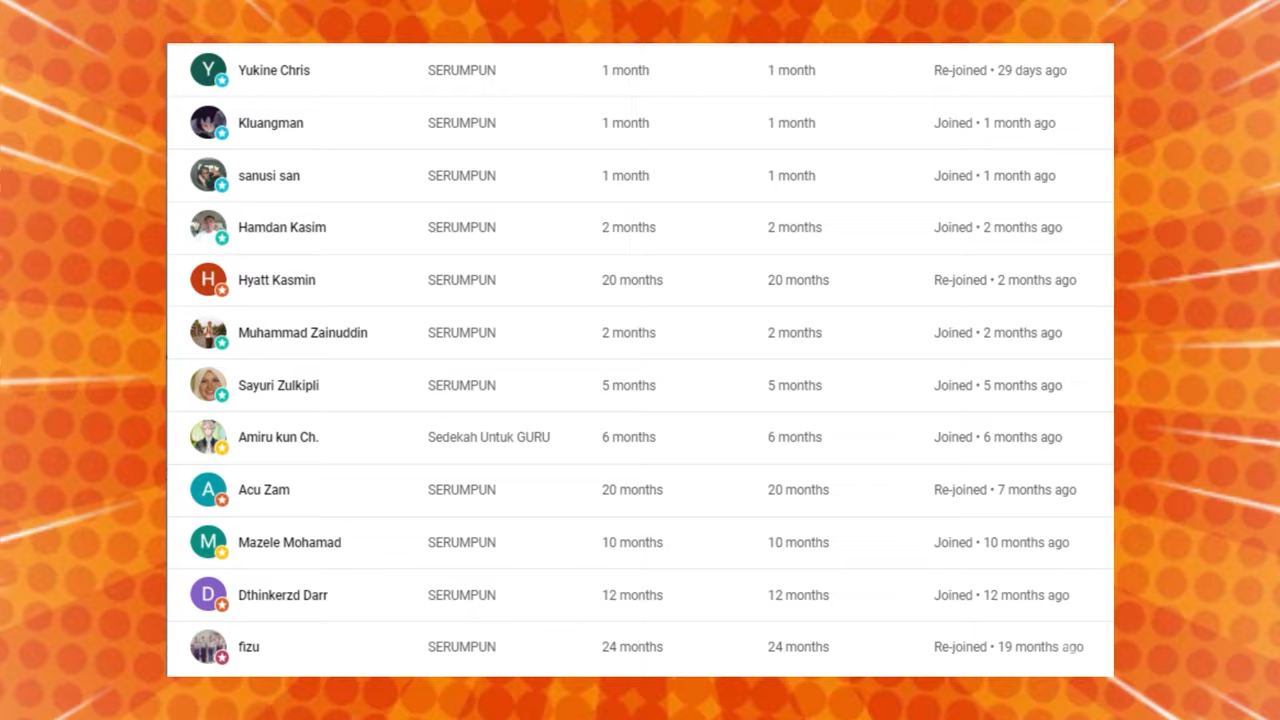 Y Yukine Chris SERUMPUN 1 month 1 month Re-joined • 29 days ago
Kluangman SERUMPUN 1 month 1 month Joined • 1 month ago
sanusi san SERUMPUN 1 month 1 month Joined • 1 month ago
Hamdan Kasim SERUMPUN 2 months 2 months Joined • 2 months ago
H Hyatt Kasmin SERUMPUN 20 months 20 months Re-joined • 2 months ago
Muhammad Zainuddin SERUMPUN 2 months 2 months Joined • 2 months ago
Sayuri Zulkipli SERUMPUN 5 months 5 months Joined • 5 months ago
Amiru kun Ch. Sedekah Untuk GURU 6 months 6 months Joined • 6 months ago
A Acu Zam SERUMPUN 20 months 20 months Re-joined • 7 months ago
M Mazele Mohamad SERUMPUN 10 months 10 months Joined • 10 months ago
D Dthinkerzd Darr SERUMPUN 12 months 12 months Joined • 12 months ago
fizu SERUMPUN 24 months 24 months Re-joined • 19 months ago